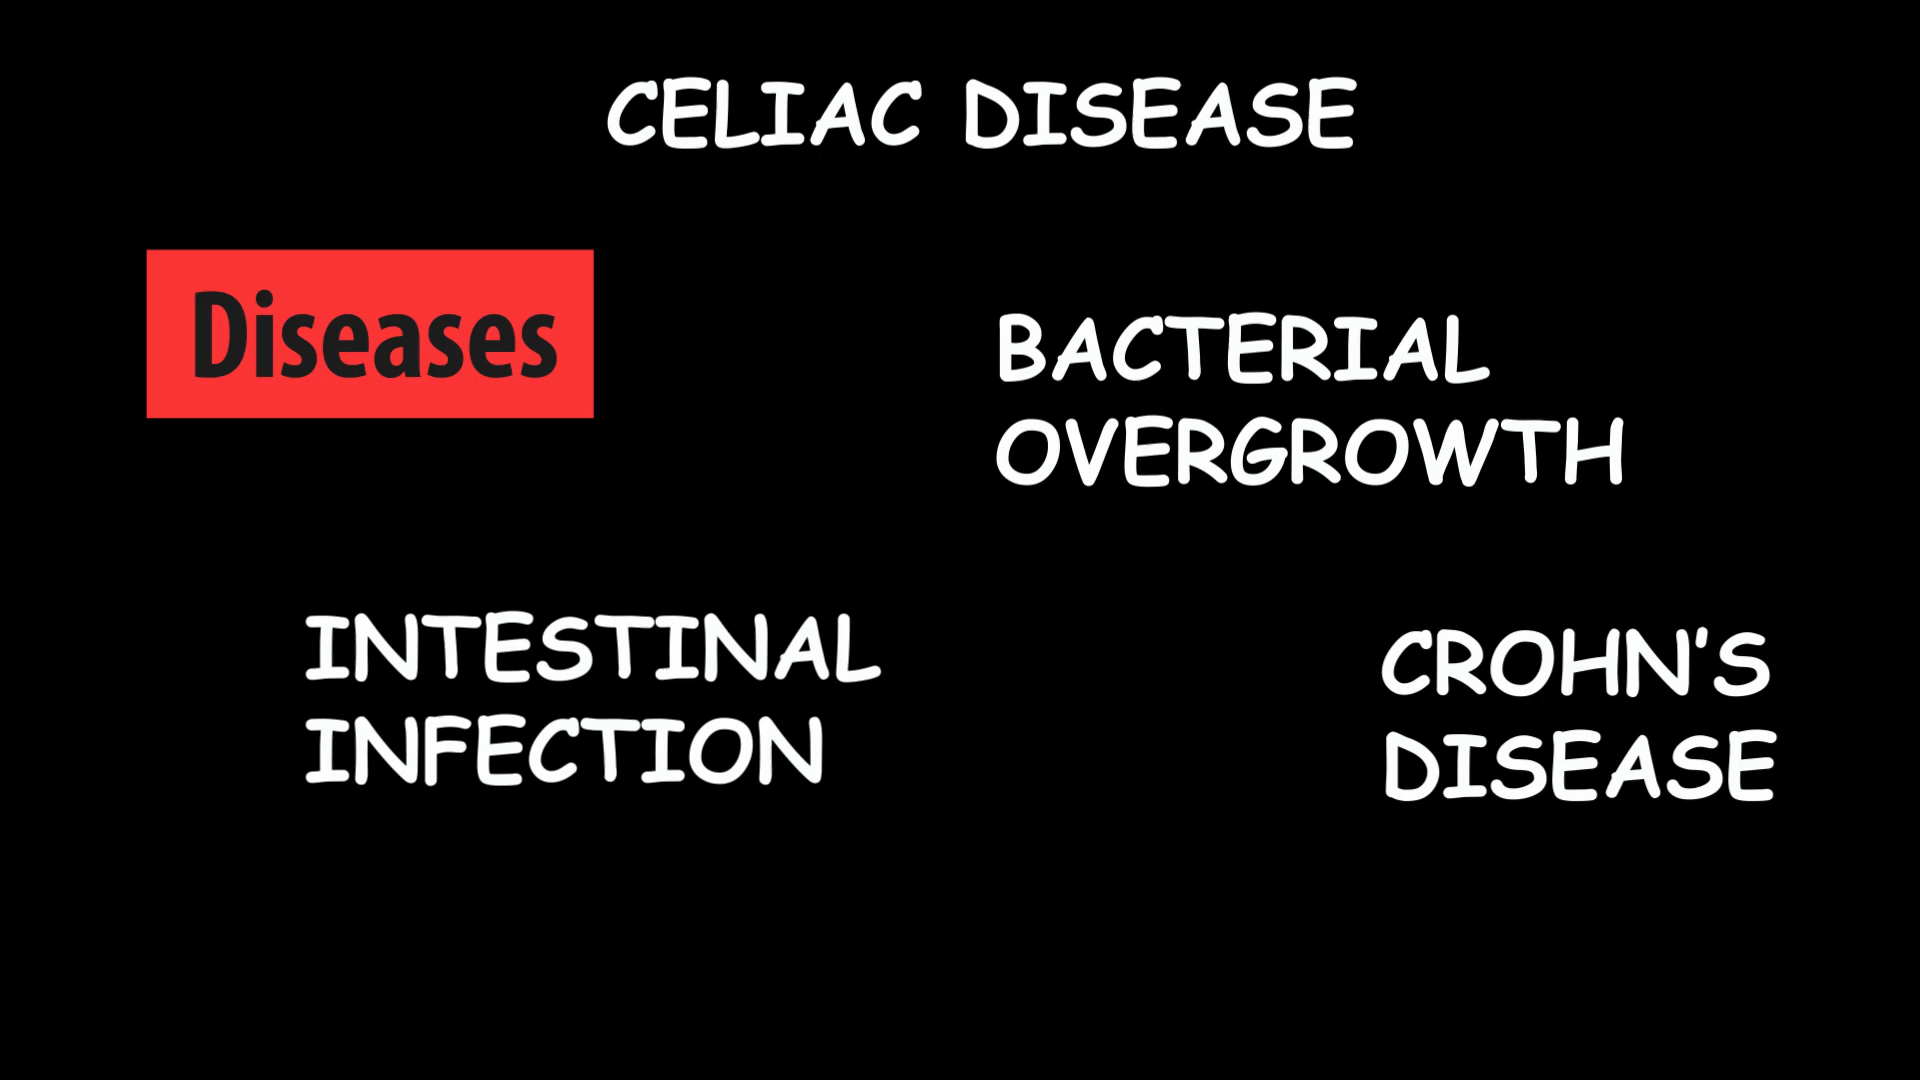 CELIAC DISEASE
Diseases
BACTERIAL
OVERGROWTH
INTESTINAL
INFECTION
CROHN'S
DISEASE